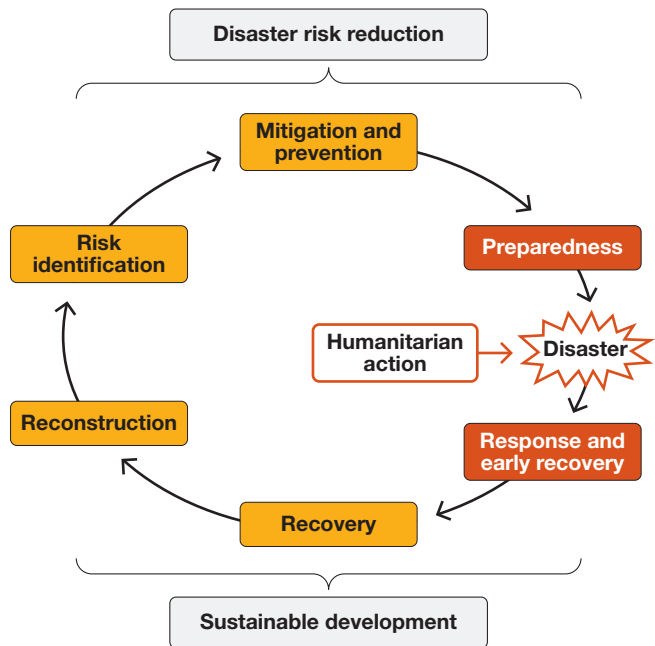 Disaster risk reduction
Mitigation and
prevention
Risk
identification
Preparedness
Humanitarian
action
Disaster
Reconstruction
Response and
early recovery
Recovery
Sustainable development